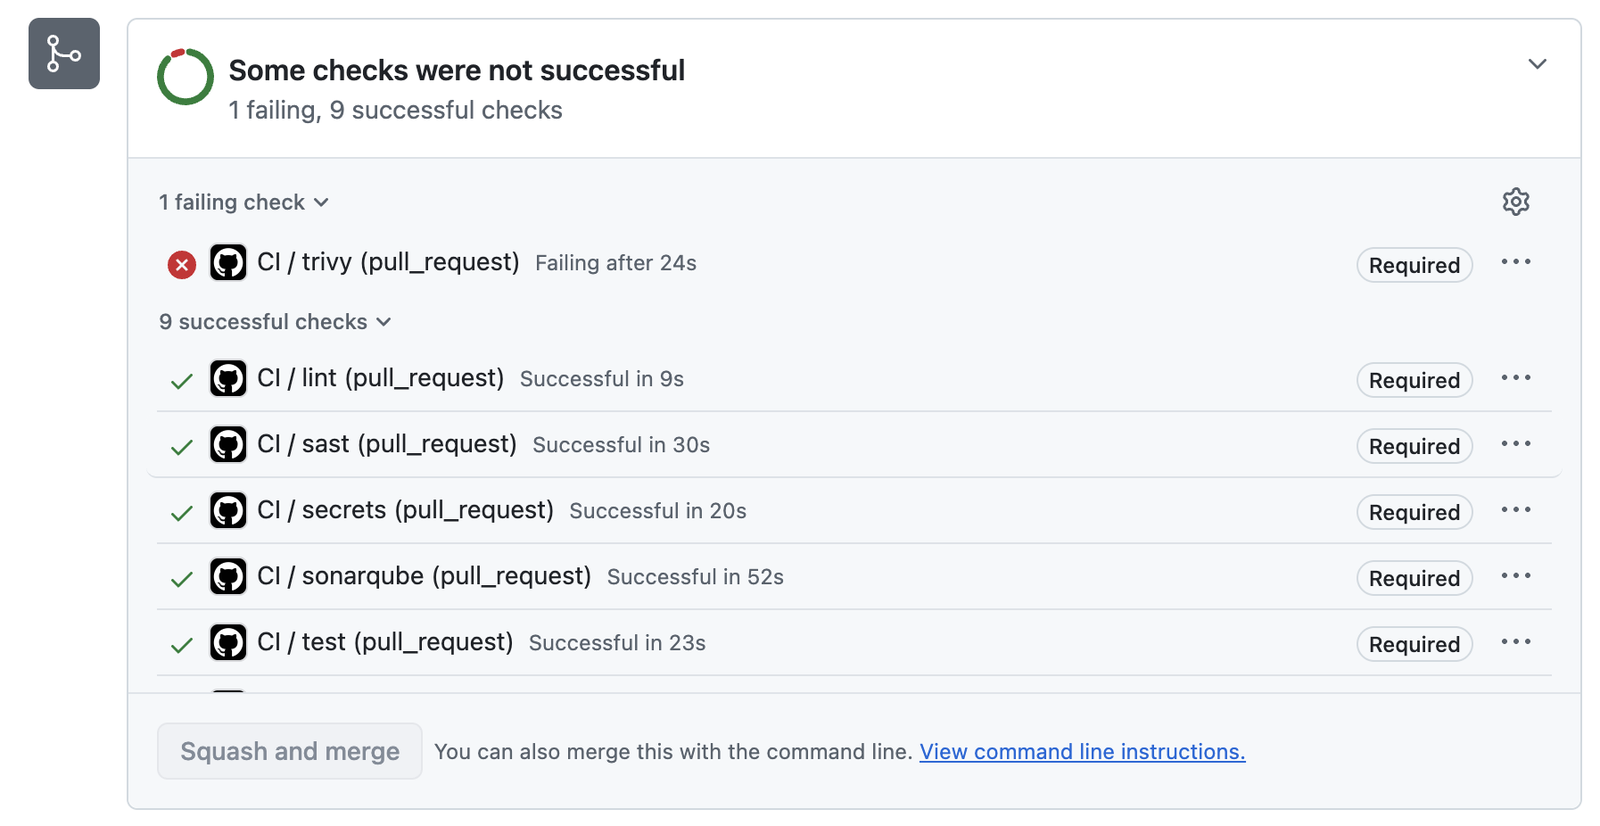 Some checks were not successful
1 failing, 9 successful checks
1 failing check
CI / trivy (pull_request) Failing after 24s Required
9 successful checks
CI / lint (pull_request) Successful in 9s Required
CI / sast (pull_request) Successful in 30s Required
CI / secrets (pull_request) Successful in 20s Required
CI / sonarqube (pull_request) Successful in 52s Required
CI / test (pull_request) Successful in 23s Required
Squash and merge You can also merge this with the command line. View command line instructions.